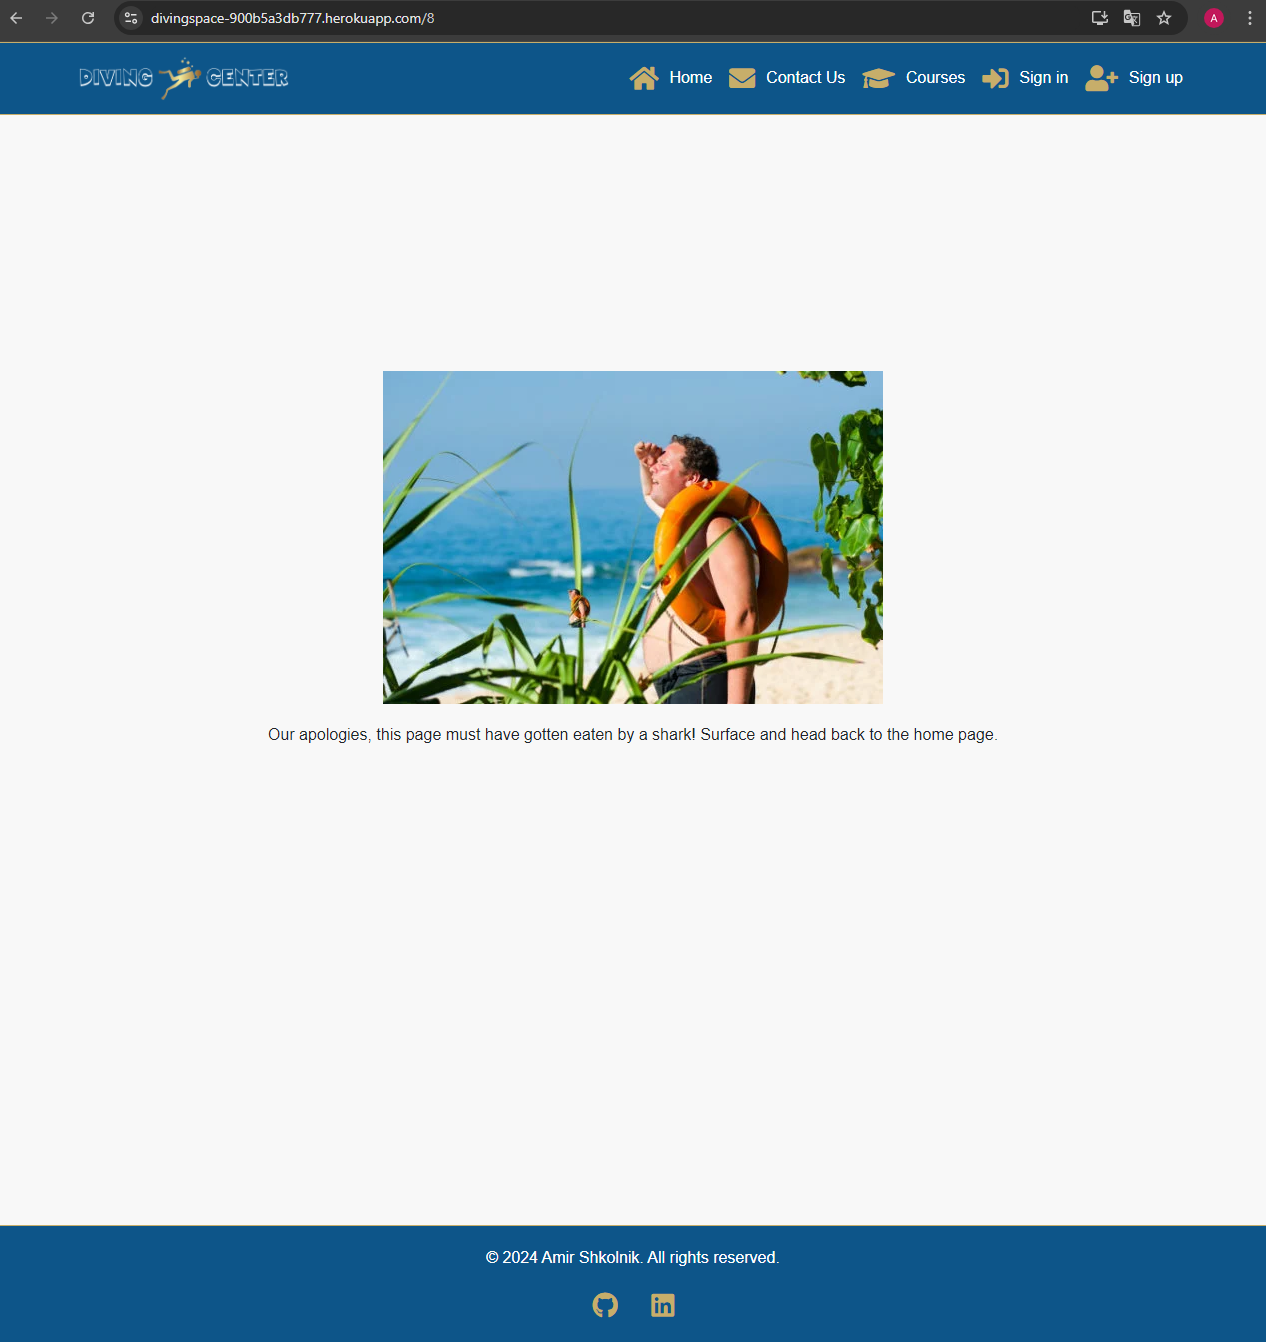 divingspace-900b5a3db777.herokuapp.com/8
A
DIVING CENTER
Home
Contact Us
Courses
Sign in
Sign up
Our apologies, this page must have gotten eaten by a shark! Surface and head back to the home page.
© 2024 Amir Shkolnik. All rights reserved.
in